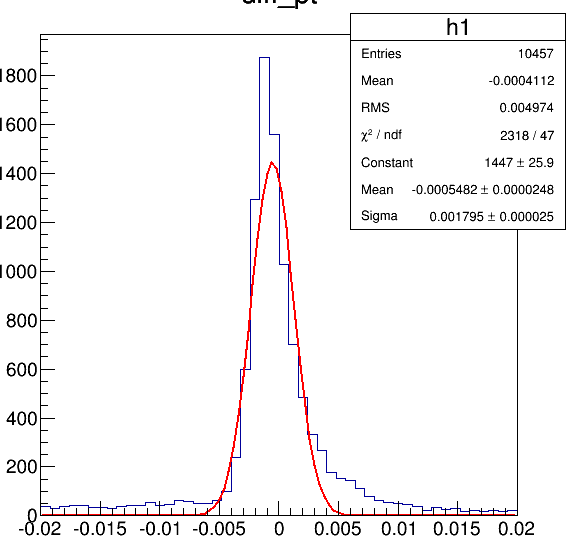 h1
Entries 10457
Mean -0.0004112
RMS 0.004974
χ² / ndf 2318 / 47
Constant 1447 ± 25.9
Mean -0.0005482 ± 0.0000248
Sigma 0.001795 ± 0.000025
1800
1600
1400
1200
1000
800
600
400
200
0
-0.02 -0.015 -0.01 -0.005 0 0.005 0.01 0.015 0.02